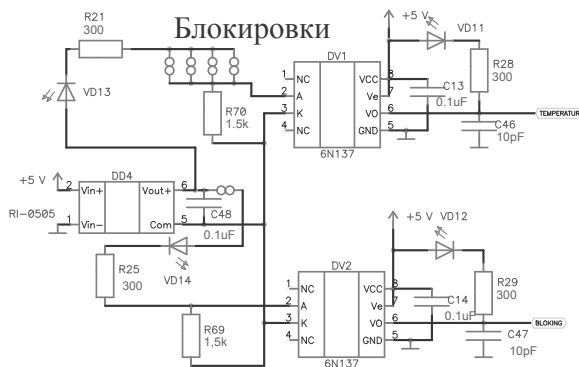 Блокировки
R21
300
VD13
R70
1.5k
DV1
1
NC
2
A
3
K
4
NC
VCC
8
Ve
7
VO
6
GND
5
6N137
+5 V
VD11
R28
300
C13
0.1uF
C46
10pF
TEMPERATUR
+5 V
DD4
2
Vin+
Vout+
6
RI-0505
1
Vin-
Com
5
C48
0.1uF
VD14
R25
300
R69
1,5k
DV2
1
NC
2
A
3
K
4
NC
VCC
8
Ve
7
VO
6
GND
5
6N137
+5 V
VD12
R29
300
C14
0.1uF
C47
10pF
BLOKING